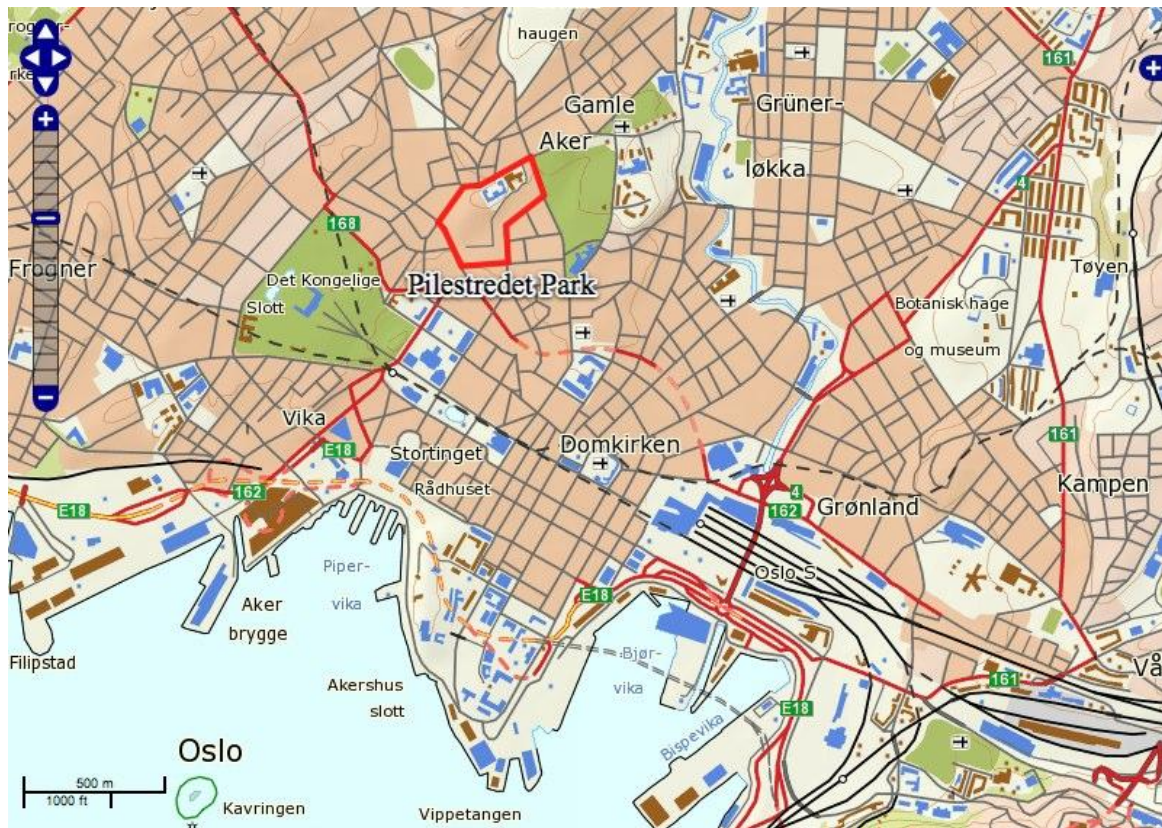 haugen
161
Gamle
Grüner-
Aker
løkka
4
168
Frogner
Det Kongelige
Slott
Pilestredet Park
Tøyen
Botanisk hage
og museum
Vika
E18
Stortinget
Domkirken
161
Rådhuset
162
E18
4
162
Grønland
Kampen
Piper-
vika
Oslo S
E18
Aker
brygge
Filipstad
Bjør-
vika
Akershus
slott
161
E18
Bispevika
Oslo
500 m
1000 ft
Kavringen
Vippetangen